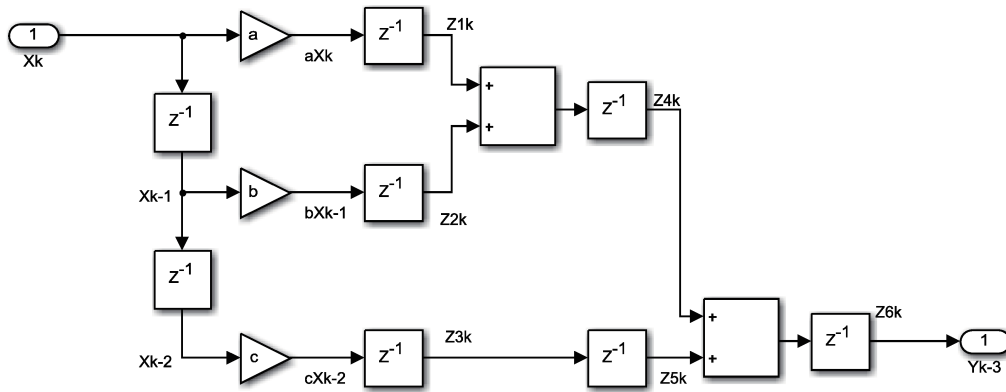 1
Xk
a
aXk
z-1
Z1k
z-1
+
+
z-1
Z4k
Xk-1
b
bXk-1
z-1
Z2k
z-1
+
+
z-1
Z6k
1
Yk-3
Xk-2
c
cXk-2
z-1
Z3k
z-1
Z5k